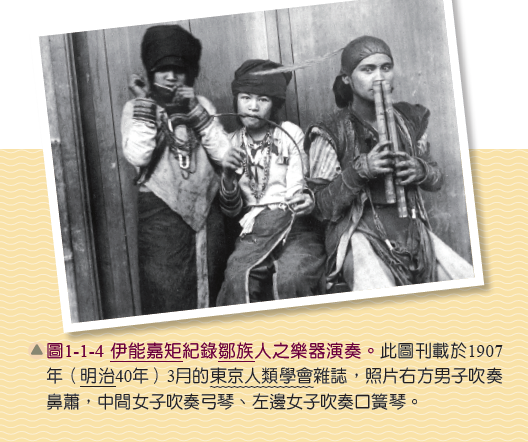 ▲圖1-1-4 伊能嘉矩紀錄鄒族人之樂器演奏。此圖刊載於1907
年（明治40年）3月的東京人類學會雜誌，照片右方男子吹奏
鼻蕭，中間女子吹奏弓琴、左邊女子吹奏口簧琴。